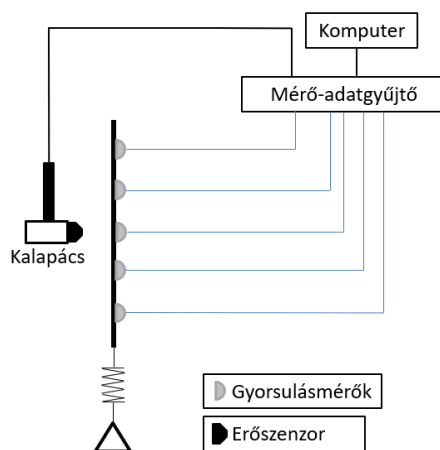 Komputer
Mérő-adatgyűjtő
Kalapács
Gyorsulásmérők
Erőszenzor